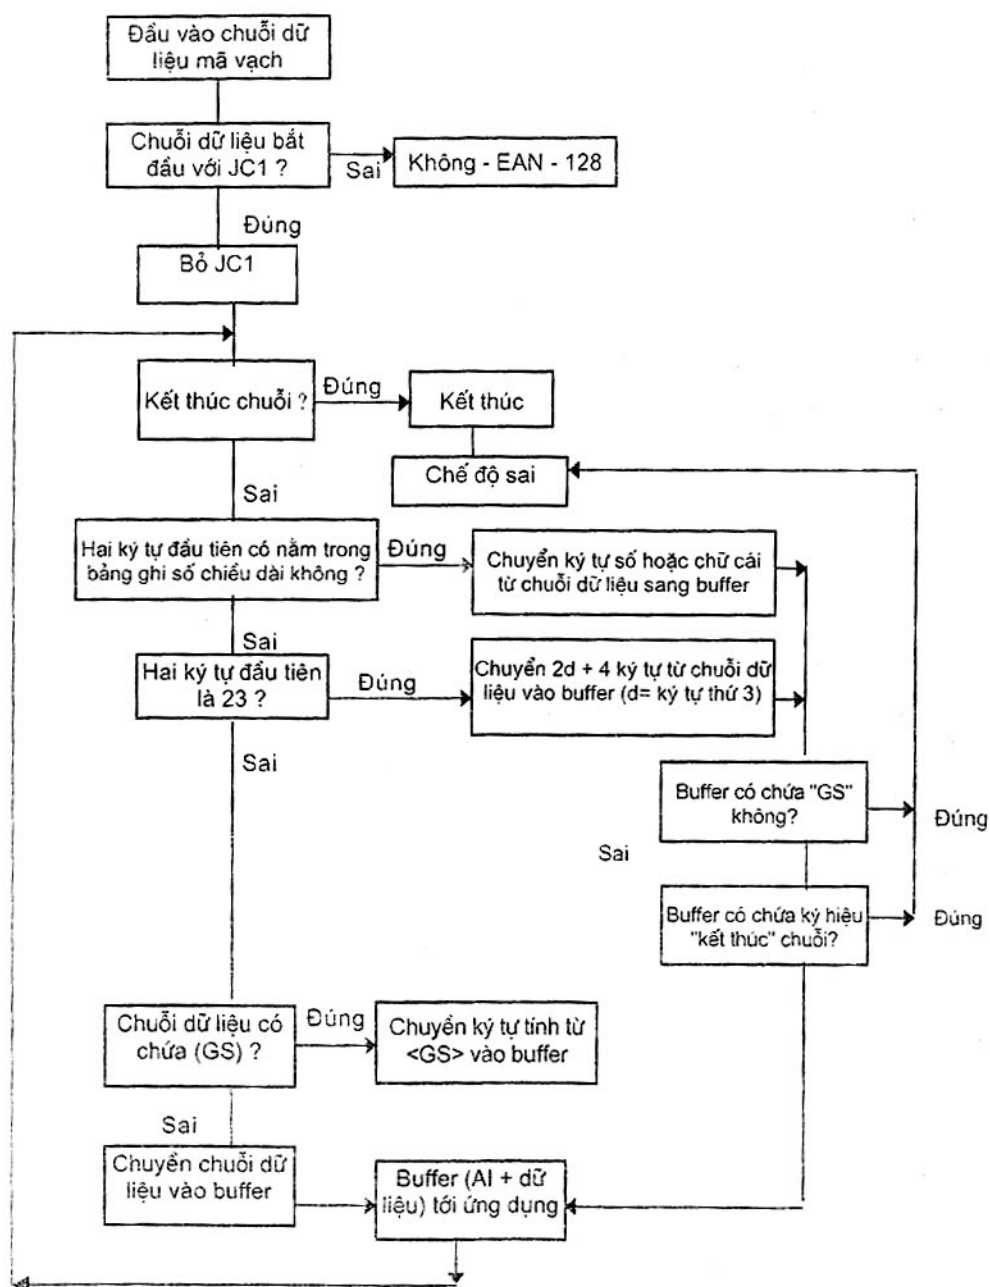 Đầu vào chuỗi dữ
liệu mã vạch
Chuỗi dữ liệu bắt
đầu với JC1 ?
Sai
Không - EAN - 128
Đúng
Bỏ JC1
Kết thúc chuỗi ?
Đúng
Kết thúc
Chế độ sai
Sai
Hai ký tự đầu tiên có nằm trong
bảng ghi số chiều dài không ?
Đúng
Chuyển ký tự số hoặc chữ cái
từ chuỗi dữ liệu sang buffer
Sai
Hai ký tự đầu tiên
là 23 ?
Đúng
Chuyển 2d + 4 ký tự từ chuỗi dữ
liệu vào buffer (d= ký tự thứ 3)
Sai
Buffer có chứa "GS"
không?
Đúng
Sai
Buffer có chứa ký hiệu
"kết thúc" chuỗi?
Đúng
Chuỗi dữ liệu có
chứa (GS) ?
Đúng
Chuyển ký tự tính từ
<GS> vào buffer
Sai
Chuyển chuỗi dữ
liệu vào buffer
Buffer (AI + dữ
liệu) tới ứng dụng